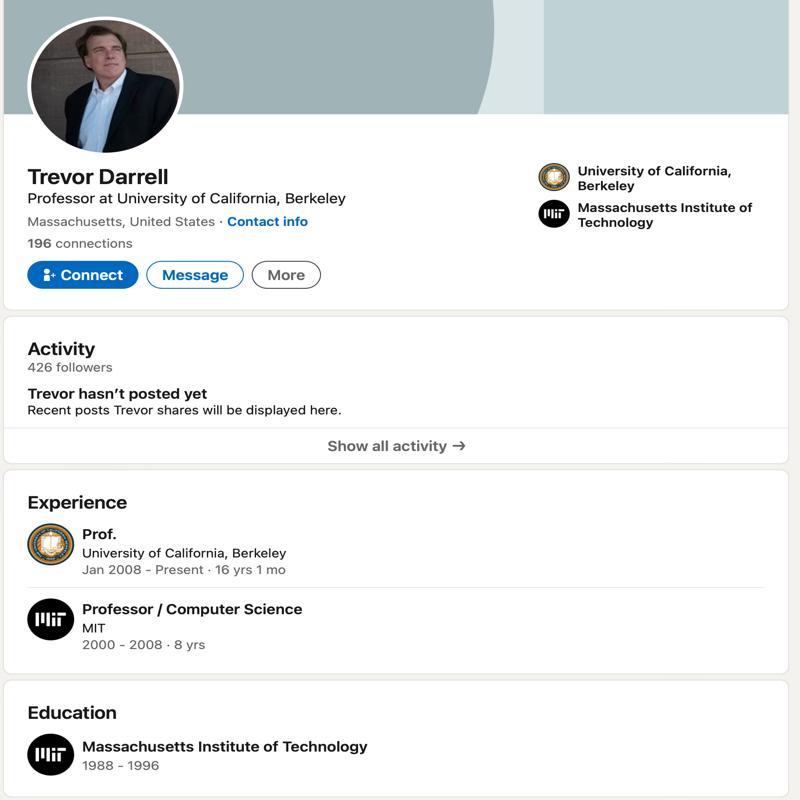 Trevor Darrell
Professor at University of California, Berkeley
Massachusetts, United States · Contact info
196 connections
Connect
Message
More
University of California,
Berkeley
Massachusetts Institute of
Technology
Activity
426 followers
Trevor hasn’t posted yet
Recent posts Trevor shares will be displayed here.
Show all activity →
Experience
Prof.
University of California, Berkeley
Jan 2008 - Present · 16 yrs 1 mo
Professor / Computer Science
MIT
2000 - 2008 · 8 yrs
Education
Massachusetts Institute of Technology
1988 - 1996